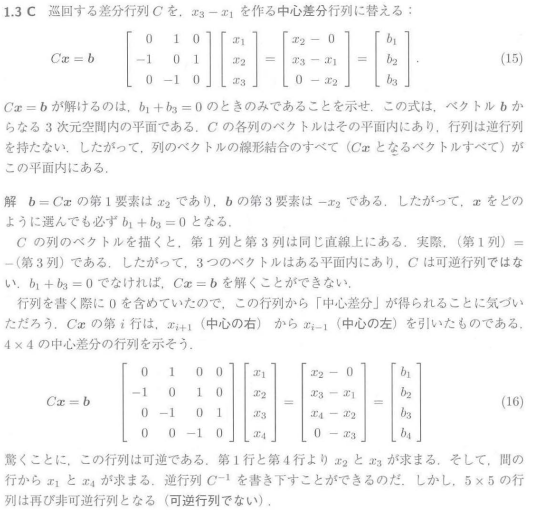 1.3 C 巡回する差分行列 C を，x₃ − x₁ を作る中心差分行列に替える：
Cx = b [ 0 1 0 ; −1 0 1 ; 0 −1 0 ] [ x₁ ; x₂ ; x₃ ] = [ x₂ − 0 ; x₃ − x₁ ; 0 − x₂ ] = [ b₁ ; b₂ ; b₃ ] . (15)
Cx = b が解けるのは，b₁ + b₃ = 0 のときのみであることを示せ．この式は，ベクトル b か
らなる 3 次元空間内の平面である．C の各列のベクトルはその平面内にあり，行列は逆行列
を持たない．したがって，列のベクトルの線形結合のすべて（Cx となるベクトルすべて）が
この平面内にある．
解 b = Cx の第 1 要素は x₂ であり，b の第 3 要素は −x₂ である．したがって，x をどの
ように選んでも必ず b₁ + b₃ = 0 となる．
C の列のベクトルを描くと，第 1 列と第 3 列は同じ直線上にある．実際，（第 1 列）＝
−（第 3 列）である．したがって，3 つのベクトルはある平面内にあり，C は可逆行列ではな
い．b₁ + b₃ = 0 でなければ，Cx = b を解くことができない．
行列を書く際に 0 を含めていたので，この行列から「中心差分」が得られることに気づい
ただろう．Cx の第 i 行は，xᵢ₊₁（中心の右） から xᵢ₋₁（中心の左）を引いたものである．
4 × 4 の中心差分の行列を示そう．
Cx = b [ 0 1 0 0 ; −1 0 1 0 ; 0 −1 0 1 ; 0 0 −1 0 ] [ x₁ ; x₂ ; x₃ ; x₄ ] = [ x₂ − 0 ; x₃ − x₁ ; x₄ − x₂ ; 0 − x₃ ] = [ b₁ ; b₂ ; b₃ ; b₄ ] (16)
驚くことに，この行列は可逆である．第 1 行と第 4 行より x₂ と x₃ が求まる．そして，間の
行から x₁ と x₄ が求まる．逆行列 C⁻¹ を書き下すことができるのだ．しかし，5 × 5 の行
列は再び非可逆行列となる（可逆行列でない）．